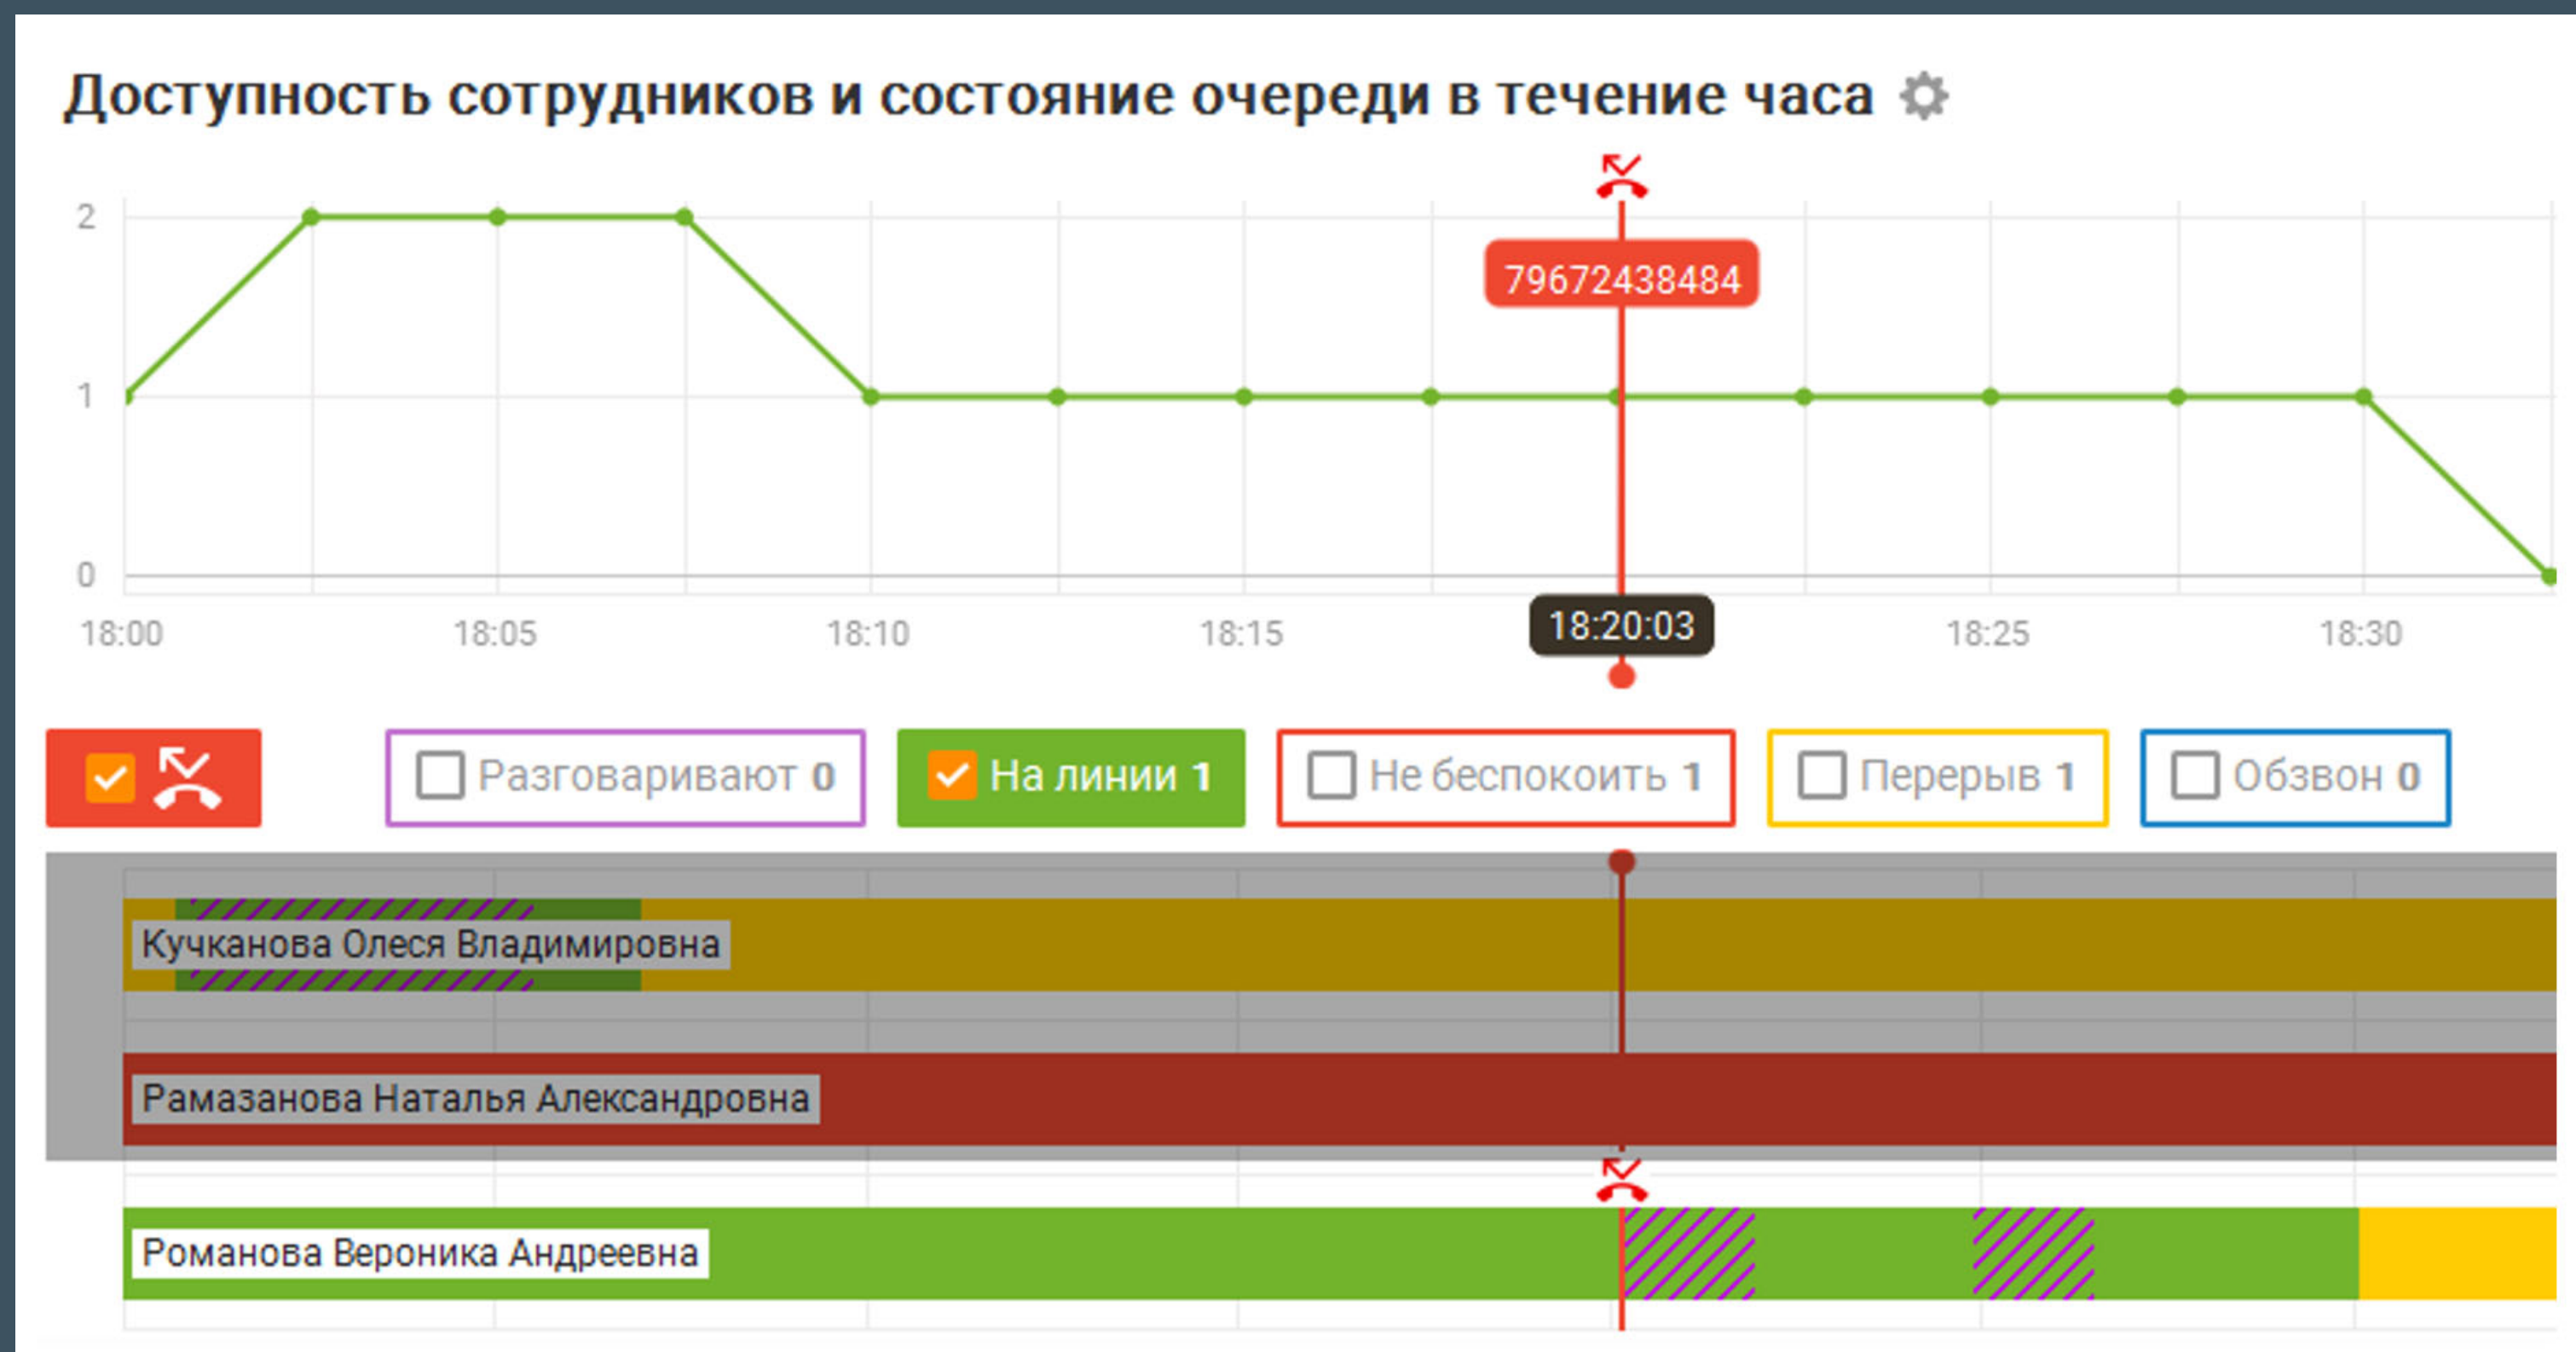 Доступность сотрудников и состояние очереди в течение часа
2
79672438484
1
0
18:00 18:05 18:10 18:15 18:20:03 18:25 18:30
Разговаривают 0 На линии 1 Не беспокоить 1 Перерыв 1 Обзвон 0
Кучканова Олеся Владимировна
Рамазанова Наталья Александровна
Романова Вероника Андреевна